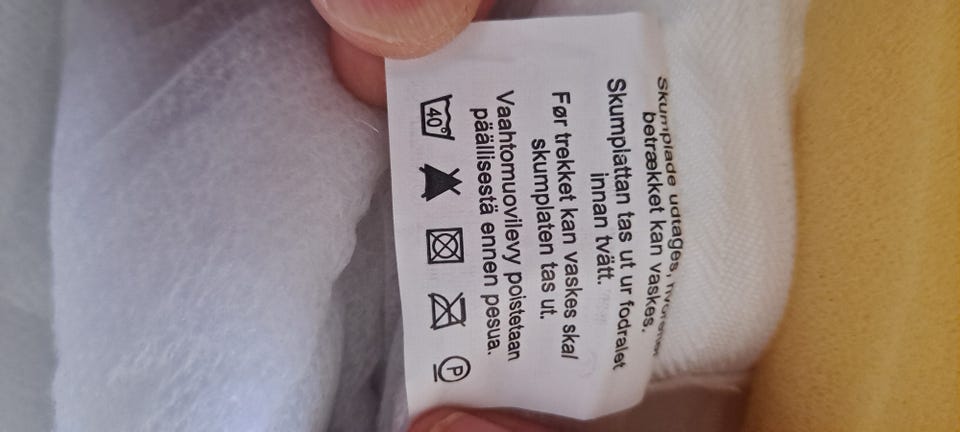 Skumplade udtages,
betrækket kan vaskes.
Skumplattan tas ut ur fodralet
innan tvätt.
Før trekket kan vaskes skal
skumplaten tas ut.
Vaahtomuovilevy poistetaan
päällisestä ennen pesua.
40° P